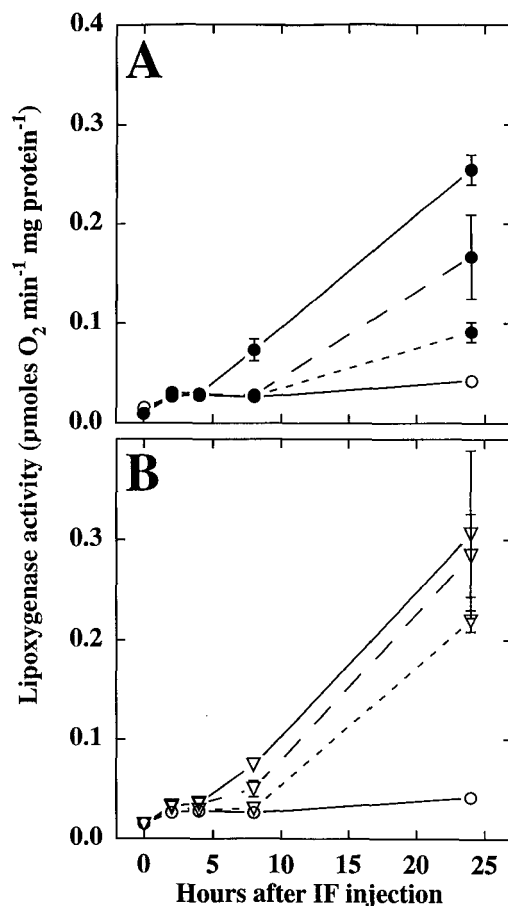 0.4
A
0.3
0.2
0.1
0.0
B
0.3
0.2
0.1
0.0
0 5 10 15 20 25
Hours after IF injection
Lipoxygenase activity (pmoles O₂ min⁻¹ mg protein⁻¹)